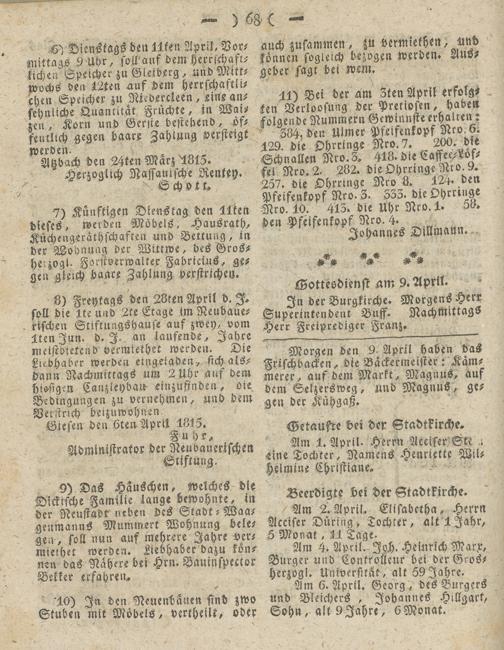 — ) 68 ( —
6) Dienstags den 11ten April, Vor-
mittags 9 Uhr, soll auf dem herrschaft-
lichen Speicher zu Gleiberg, und Mitt-
wochs den 12ten auf dem herrschaftli-
chen Speicher zu Niedercleen, eine an-
sehnliche Quantität Früchte, in Wai-
zen, Korn und Gerste bestehend, öf-
fentlich gegen baare Zahlung versteigt
werden.
Atzbach den 24ten März 1815.
Herzoglich Nassauische Rentey.
Schott.
7) Künftigen Dienstag den 11ten
dieses, werden Möbels, Hausrath,
Küchengeräthschaften und Bettung, in
der Wohnung der Wittwe, des Gros-
herzogl. Forstverwalter Fabricius, ge-
gen gleich baare Zahlung verstrichen.
8) Freytags den 28ten April d. J.
soll die 1te und 2te Etage im Neubaue-
rischen Stiftungshause auf zwey, vom
1ten Jun. d. J. an laufende, Jahre
meistbietend vermiethet werden. Die
Liebhaber werden eingeladen, sich als-
dann Nachmittags um 2 Uhr auf dem
hiesigen Canzleybau einzufinden, die
Bedingungen zu vernehmen, und dem
Verstrich beizuwohnen
Giesen den 6ten April 1815.
Fuhr,
Administrator der Neubauerischen
Stiftung.
9) Das Häuschen, welches die
Dickische Familie lange bewohnte, in
der Neustadt neben des Stadt-Waa-
genmanns Mummert Wohnung bele-
gen, soll nun auf mehrere Jahre ver-
miethet werden. Liebhaber dazu kön-
nen das Nähere bei Hrn. Bauinspector
Bekker erfahren.
10) In den Neuenbäuen sind zwo
Stuben mit Möbels, vertheilt, oder
auch zusammen, zu vermiethen, und
können sogleich bezogen werden. Aus-
geber sagt bei wem.
11) Bei der am 3ten April erfolg-
ten Verloosung der Pretiosen, haben
folgende Nummern Gewinnste erhalten:
384, den Ulmer Pfeifenkopf Nro. 6.
129. die Ohrringe Nro. 7. 200. die
Schnallen Nro. 3. 418. die Caffee-Löf-
fel Nro. 2. 282. die Ohrringe Nro. 9.
257. die Ohrringe Nro 8. 124. den
Pfeifenkopf Nro. 5. 333. die Ohrringe
Nro. 10. 413. die Uhr Nro. 1. 58.
den Pfeifenkopf Nro. 4.
Johannes Dillmann.
Gottesdienst am 9. April.
In der Burgkirche. Morgens Herr
Superintendent Buff. Nachmittags
Herr Freiprediger Franz.
Morgen den 9. April haben das
Frischbacken, die Bäckermeister: Käm-
merer, auf dem Markt, Magnus, auf
dem Selzersweg, und Magnus, ge-
gen der Kühgaß.
Getaufte bei der Stadtkirche.
Am 1. April. Herrn Acciser
eine Tochter, Namens Henriette Wil-
helmine Christiane.
Beerdigte bei der Stadtkirche.
Am 2. April. Elisabetha, Herrn
Acciser Düring, Tochter, alt 1 Jahr,
5 Monat, 11 Tage.
Am 4. April. Joh. Heinrich Marx,
Burger und Controlleur bei der Gros-
herzogl. Universität, alt 59 Jahre.
Am 6. April. Georg, des Burgers
und Bleichers, Johannes Hillgart,
Sohn, alt 9 Jahre, 6 Monat.